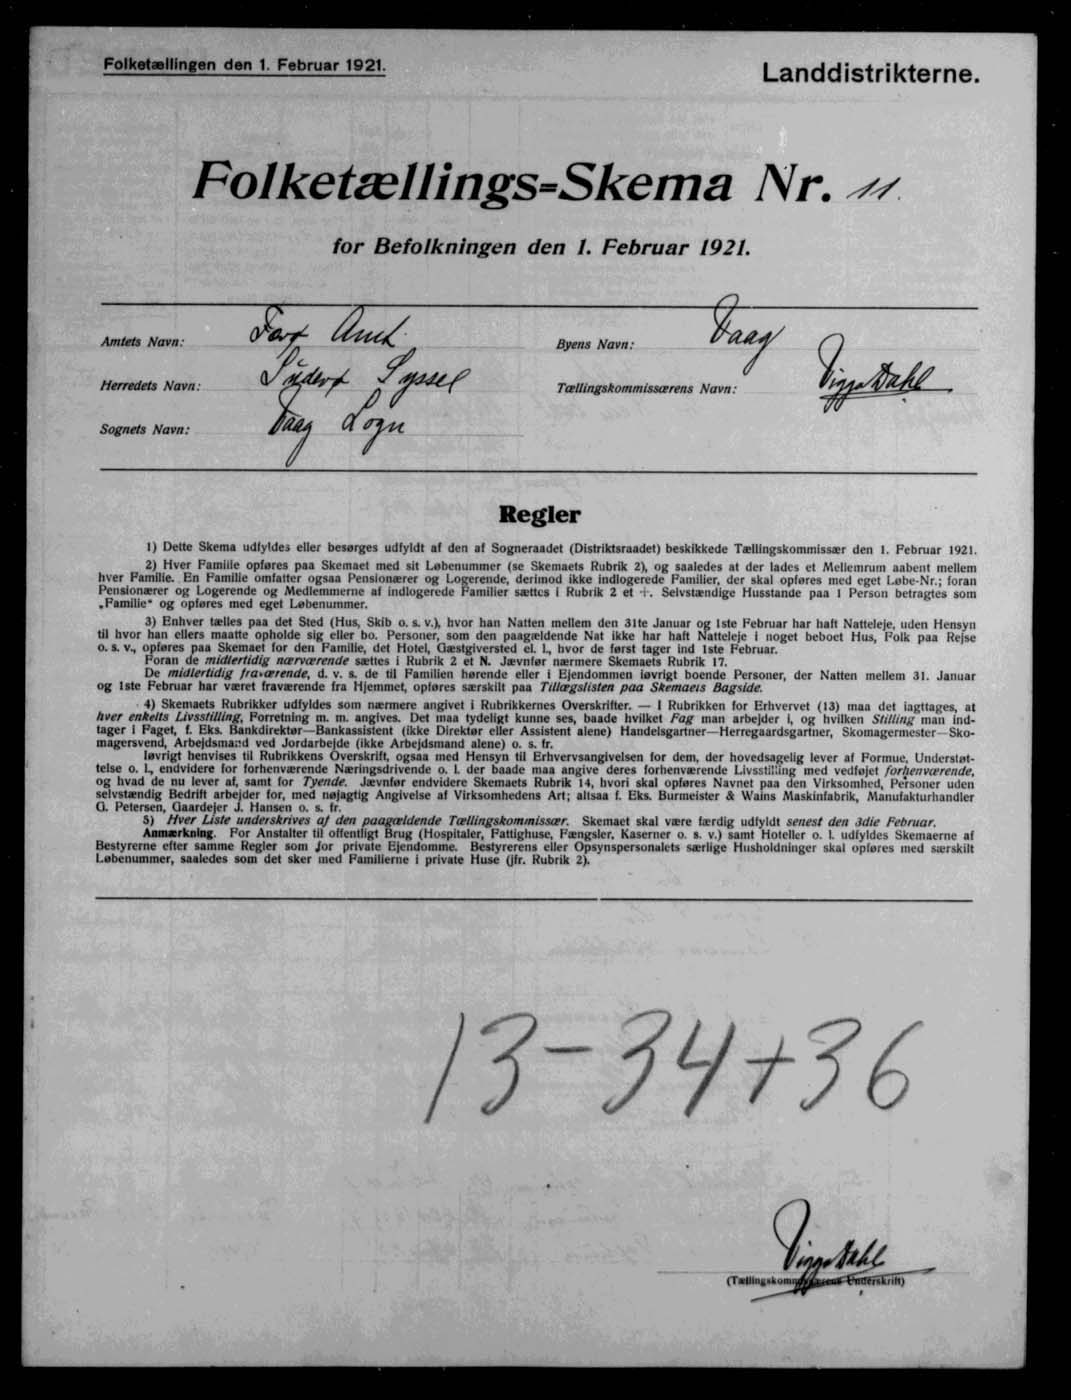 Folketællingen den 1. Februar 1921.
Landdistrikterne.
Folketællings=Skema Nr. 11.
for Befolkningen den 1. Februar 1921.
Amtets Navn: Færø Amt.
Byens Navn: Vaag
Herredets Navn: Süderø Syssel
Tællingskommissærens Navn: Viggo Dahl
Sognets Navn: Vaag Sogn
Regler
1) Dette Skema udfyldes eller besørges udfyldt af den af Sogneraadet (Distriktsraadet) beskikkede Tællingskommissær den 1. Februar 1921.
2) Hver Familie opføres paa Skemaet med sit Løbenummer (se Skemaets Rubrik 2), og saaledes at der lades et Mellemrum aabent mellem
hver Familie. En Familie omfatter ogsaa Pensionærer og Logerende, derimod ikke indlogerede Familier, der skal opføres med eget Løbe-Nr.; foran
Pensionærer og Logerende og Medlemmerne af indlogerede Familier sættes i Rubrik 2 et +. Selvstændige Husstande paa 1 Person betragtes som
„Familie“ og opføres med eget Løbenummer.
3) Enhver tælles paa det Sted (Hus, Skib o. s. v.), hvor han Natten mellem den 31te Januar og 1ste Februar har haft Natteleje, uden Hensyn
til hvor han ellers maatte opholde sig eller bo. Personer, som den paagældende Nat ikke har haft Natteleje i noget beboet Hus, Folk paa Rejse
o. s. v., opføres paa Skemaet for den Familie, det Hotel, Gæstgiversted el. l., hvor de først tager ind 1ste Februar.
Foran de midlertidig nærværende sættes i Rubrik 2 et N. Jævnfør nærmere Skemaets Rubrik 17.
De midlertidig fraværende, d. v. s. de til Familien hørende eller i Ejendommen iøvrigt boende Personer, der Natten mellem 31. Januar
og 1ste Februar har været fraværende fra Hjemmet, opføres særskilt paa Tillægslisten paa Skemaets Bagside.
4) Skemaets Rubrikker udfyldes som nærmere angivet i Rubrikkernes Overskrifter. — I Rubrikken for Erhvervet (13) maa det iagttages, at
hver enkelts Livsstilling, Forretning m. m. angives. Det maa tydeligt kunne ses, baade hvilket Fag man arbejder i, og hvilken Stilling man ind-
tager i Faget, f. Eks. Bankdirektør—Bankassistent (ikke Direktør eller Assistent alene) Handelsgartner—Herregaardsgartner, Skomagermester—Sko-
magersvend, Arbejdsmand ved Jordarbejde (ikke Arbejdsmand alene) o. s. fr.
Iøvrigt henvises til Rubrikkens Overskrift, ogsaa med Hensyn til Erhvervsangivelsen for dem, der hovedsagelig lever af Formue, Understøt-
telse o. l., endvidere for forhenværende Næringsdrivende o. l. der baade maa angive deres forhenværende Livsstilling med vedføjet forhenværende,
og hvad de nu lever af, samt for Tyende. Jævnfør endvidere Skemaets Rubrik 14, hvori skal opføres Navnet paa den Virksomhed, Personer uden
selvstændig Bedrift arbejder for, med nøjagtig Angivelse af Virksomhedens Art; altsaa f. Eks. Burmeister & Wains Maskinfabrik, Manufakturhandler
G. Petersen, Gaardejer J. Hansen o. s. fr.
5) Hver Liste underskrives af den paagældende Tællingskommissær. Skemaet skal være færdig udfyldt senest den 3die Februar.
Anmærkning. For Anstalter til offentligt Brug (Hospitaler, Fattighuse, Fængsler, Kaserner o. s. v.) samt Hoteller o. l. udfyldes Skemaerne af
Bestyrerne efter samme Regler som for private Ejendomme. Bestyrerens eller Opsynspersonalets særlige Husholdninger skal opføres med særskilt
Løbenummer, saaledes som det sker med Familierne i private Huse (jfr. Rubrik 2).
13-34+36
Viggo Dahl
(Tællingskommissærens Underskrift)